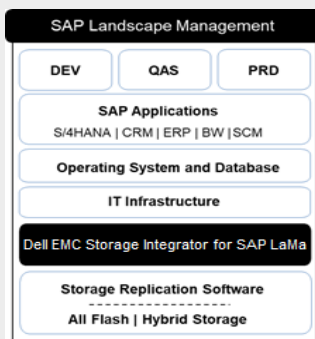 SAP Landscape Management
DEV QAS PRD
SAP Applications
S/4HANA | CRM | ERP | BW |SCM
Operating System and Database
IT Infrastructure
Dell EMC Storage Integrator for SAP LaMa
Storage Replication Software
All Flash | Hybrid Storage